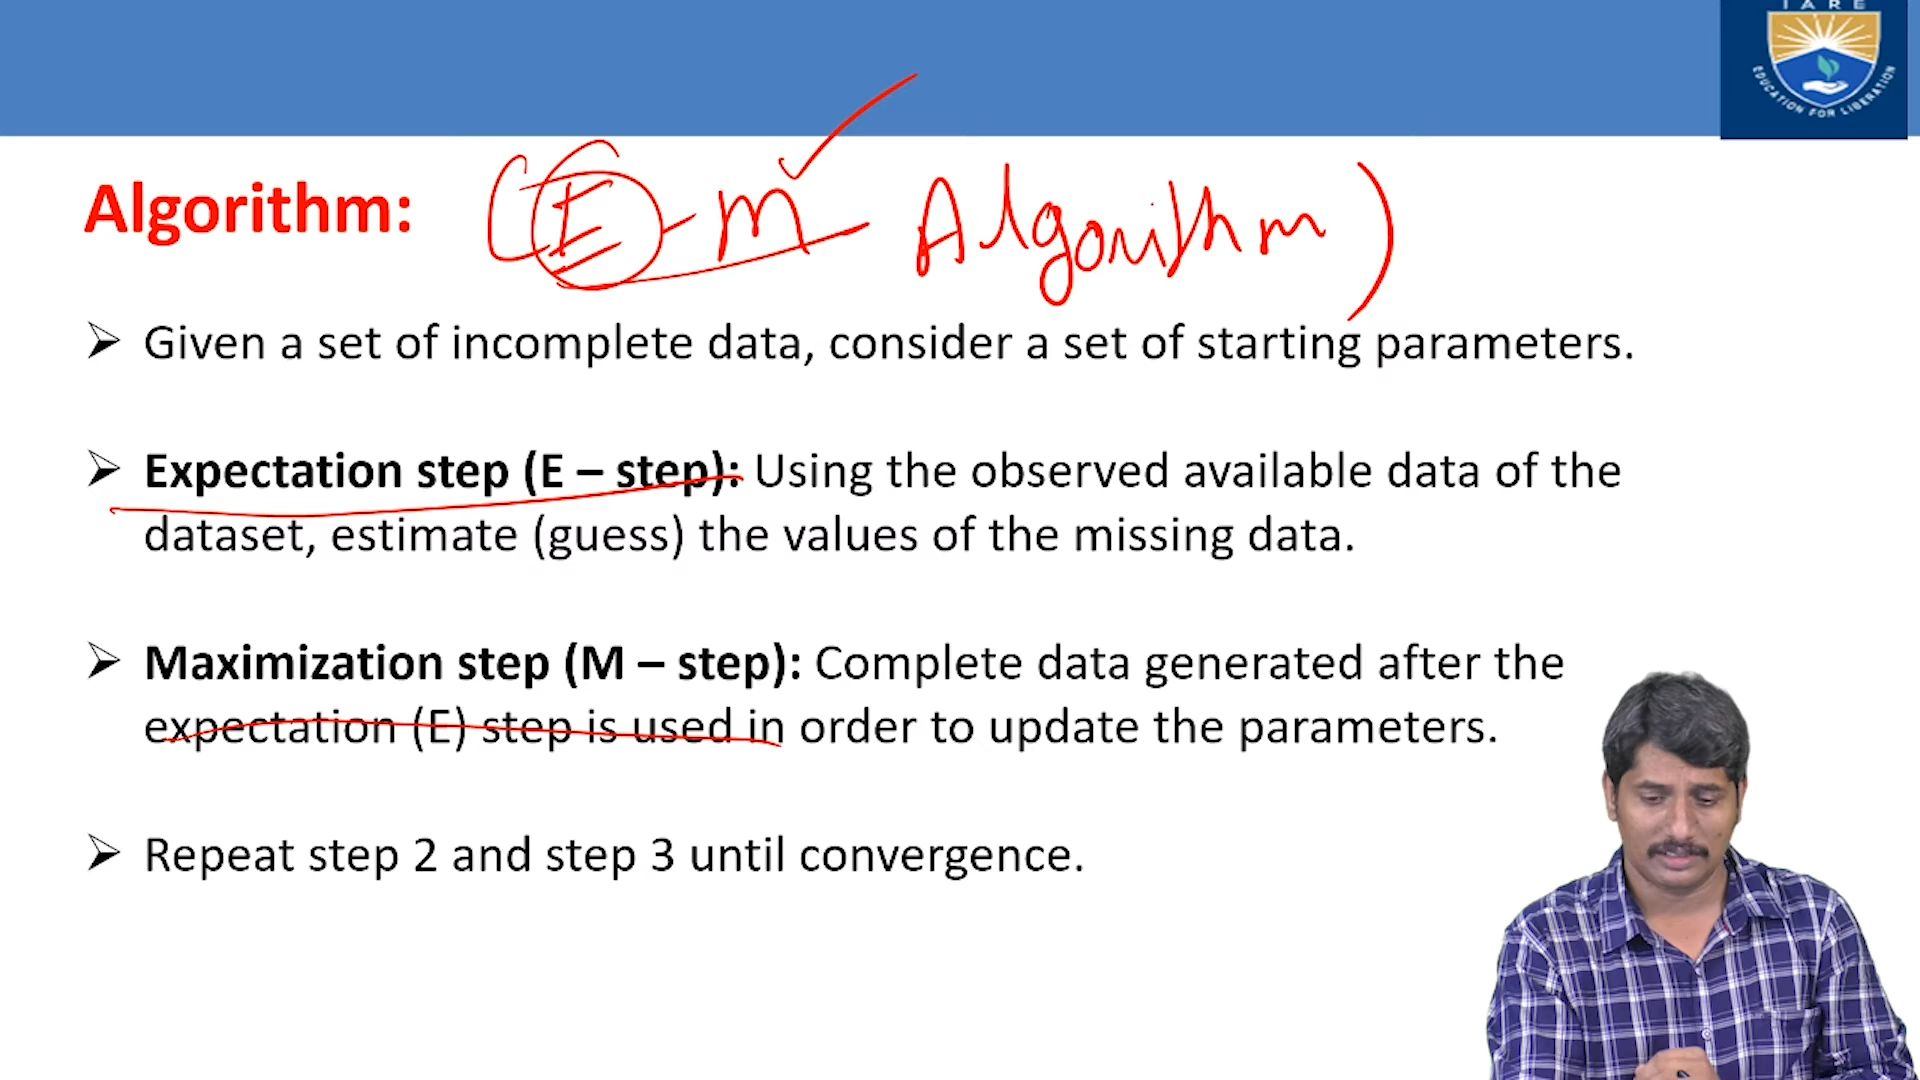 IARE
EDUCATION FOR LIBERATION
Algorithm: (E-M Algorithm)
➤ Given a set of incomplete data, consider a set of starting parameters.
➤ Expectation step (E – step): Using the observed available data of the
dataset, estimate (guess) the values of the missing data.
➤ Maximization step (M – step): Complete data generated after the
expectation (E) step is used in order to update the parameters.
➤ Repeat step 2 and step 3 until convergence.